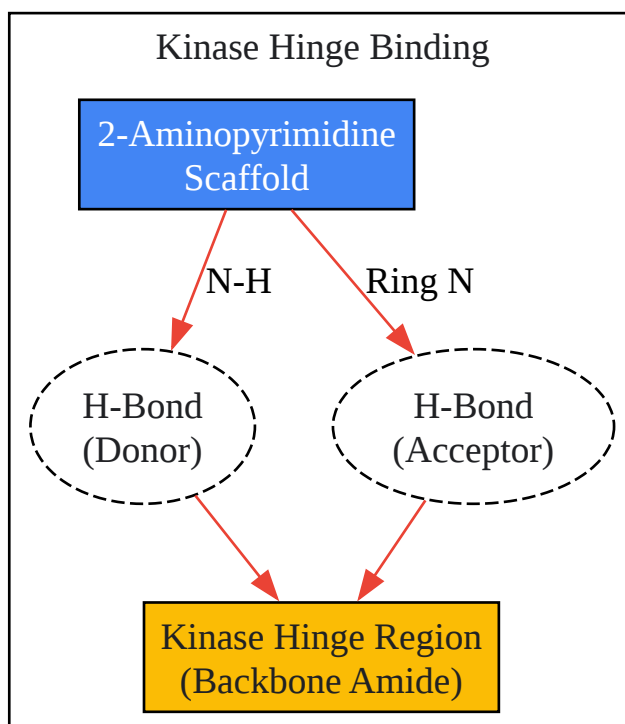 Kinase Hinge Binding
2-Aminopyrimidine
Scaffold
N-H
Ring N
H-Bond
(Donor)
H-Bond
(Acceptor)
Kinase Hinge Region
(Backbone Amide)